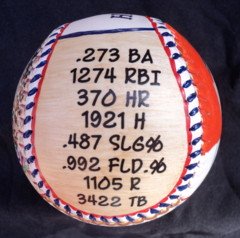 .273 BA
1274 RBI
370 HR
1921 H
.487 SLG%
.992 FLD.%
1105 R
3422 TB